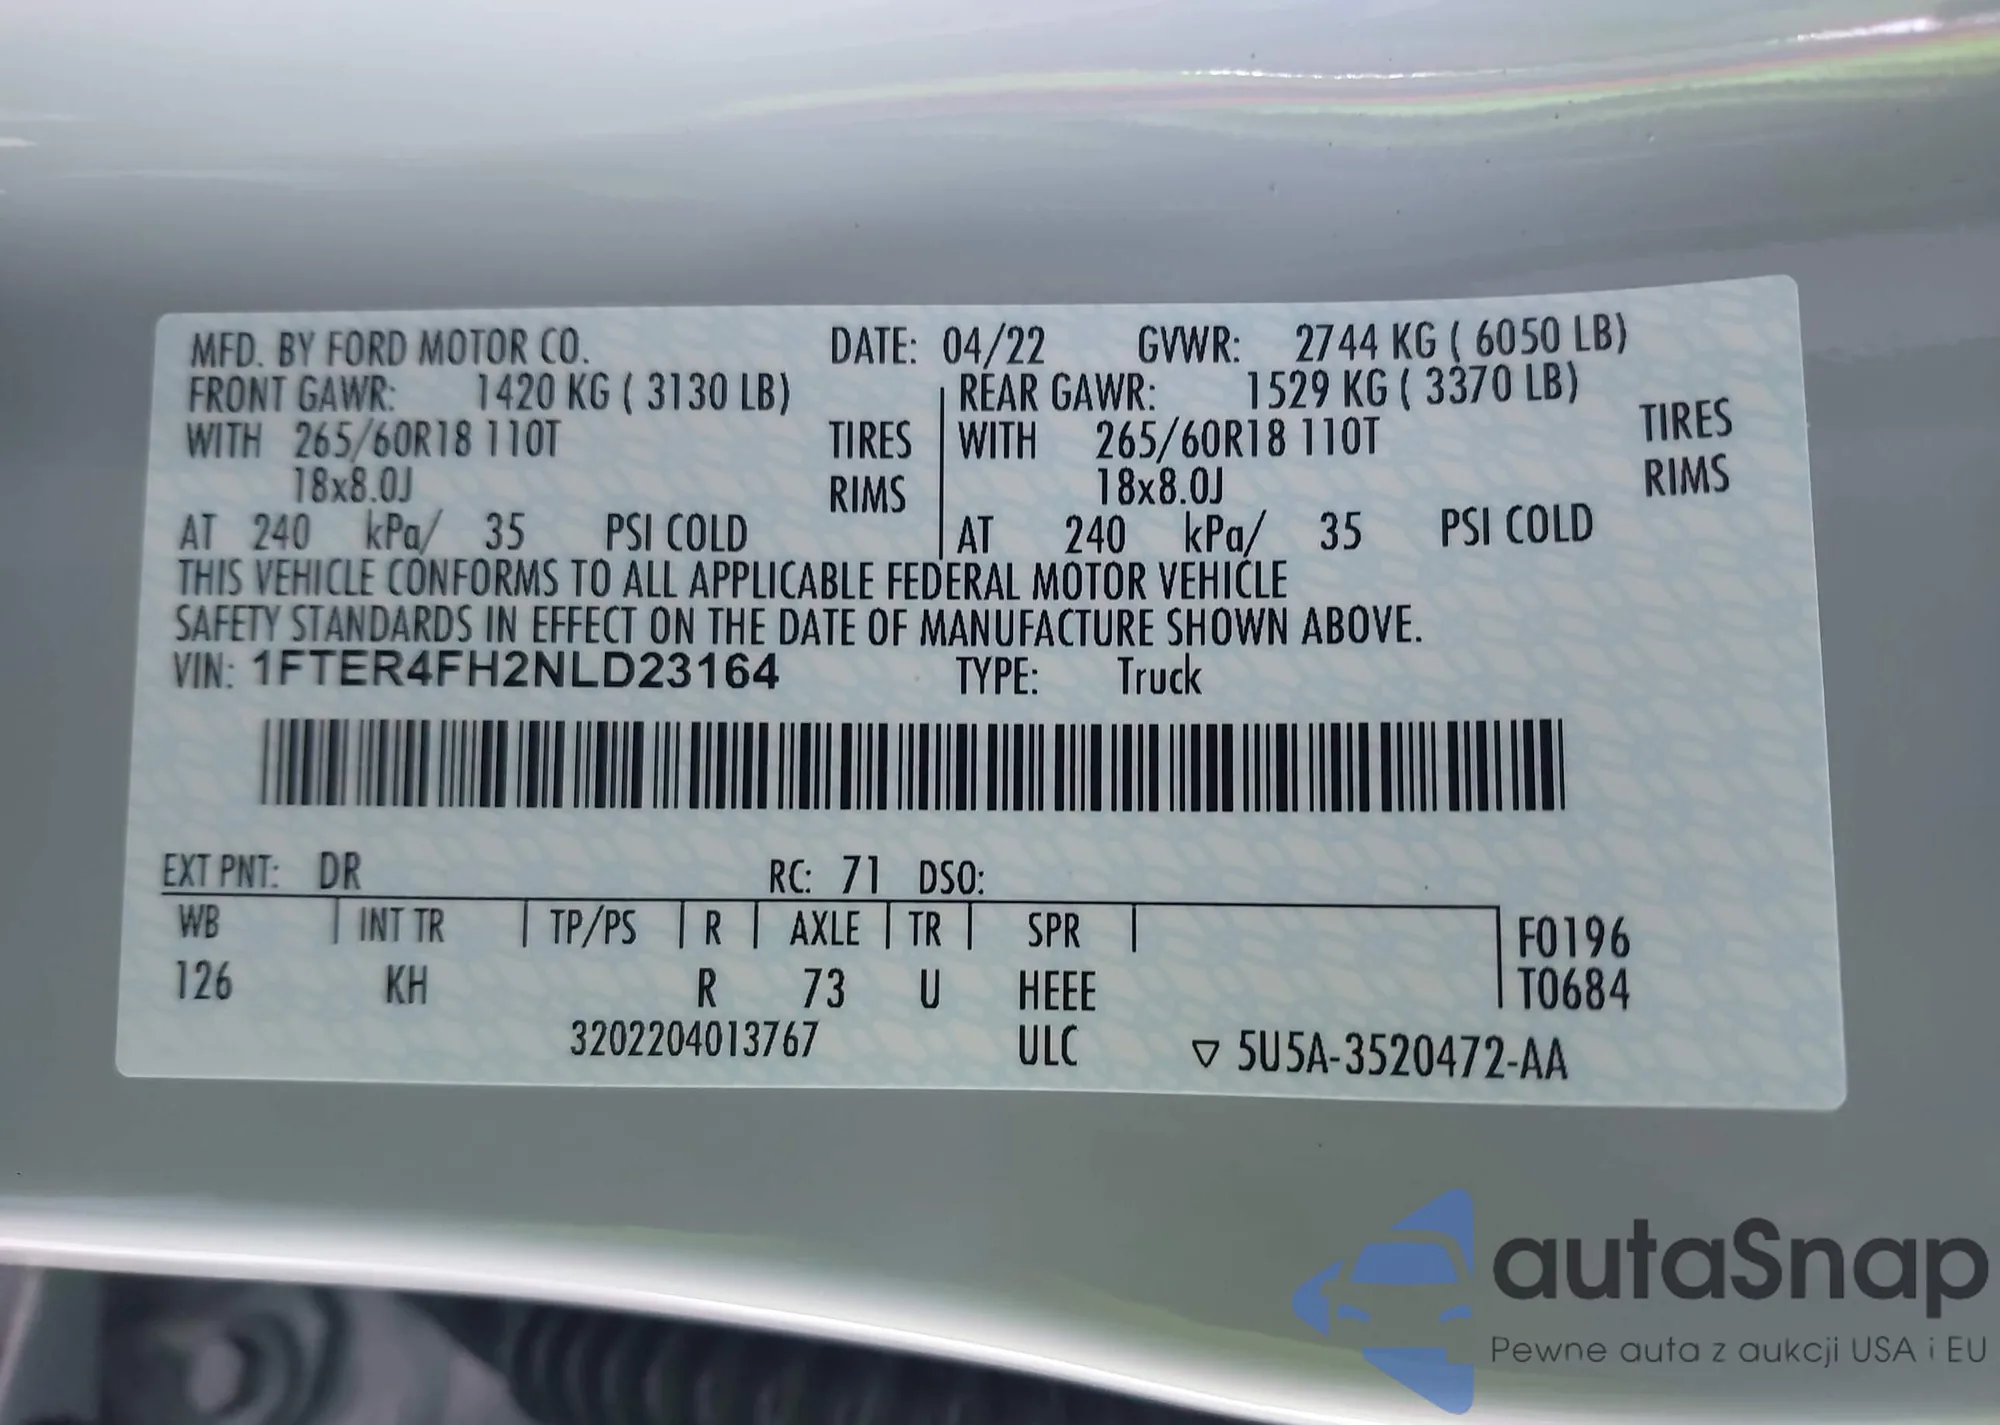 MFD. BY FORD MOTOR CO. DATE: 04/22 GVWR: 2744 KG ( 6050 LB)
FRONT GAWR: 1420 KG ( 3130 LB) REAR GAWR: 1529 KG ( 3370 LB)
WITH 265/60R18 110T TIRES WITH 265/60R18 110T TIRES
18x8.0J RIMS 18x8.0J RIMS
AT 240 kPa/ 35 PSI COLD AT 240 kPa/ 35 PSI COLD
THIS VEHICLE CONFORMS TO ALL APPLICABLE FEDERAL MOTOR VEHICLE
SAFETY STANDARDS IN EFFECT ON THE DATE OF MANUFACTURE SHOWN ABOVE.
VIN: 1FTER4FH2NLD23164 TYPE: Truck
EXT PNT: DR RC: 71 DSO:
WB INT TR TP/PS R AXLE TR SPR F0196
126 KH R 73 U HEEE T0684
3202204013767 ULC ▽ 5U5A-3520472-AA
autaSnap
Pewne auta z aukcji USA i EU